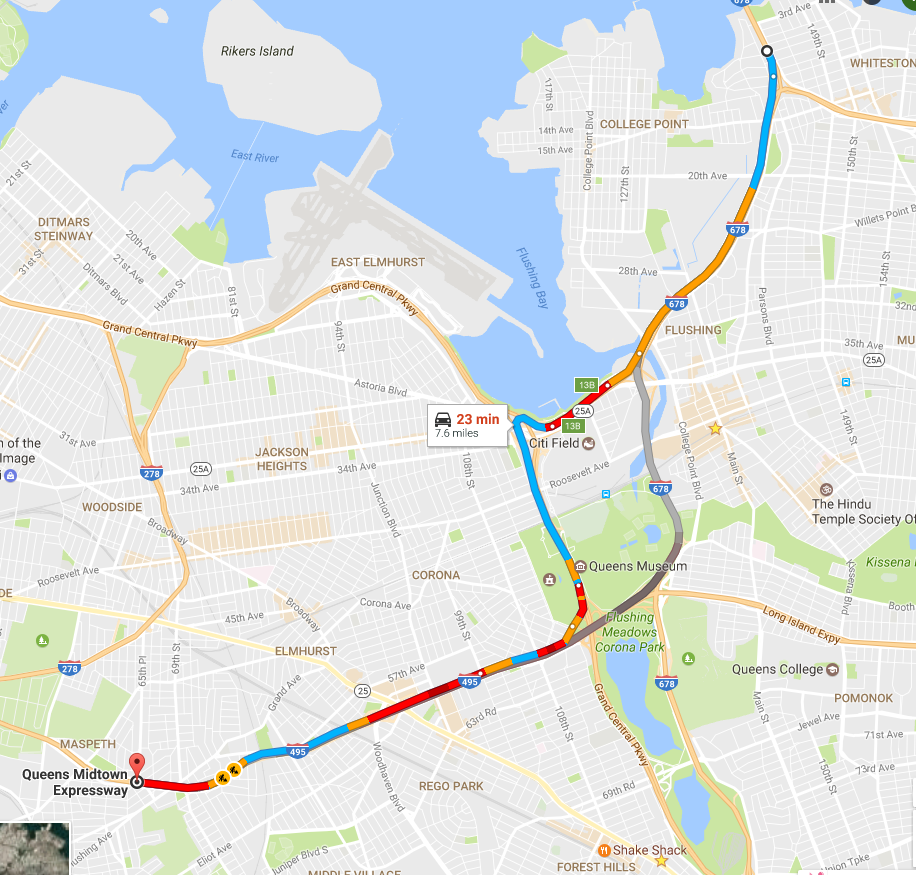 678
3rd Ave
149th St
Rikers Island
WHITESTON
117th St
COLLEGE POINT
14th Ave
15th Ave
College Point Blvd
127th St
150th St
East River
21st St
20th Ave
DITMARS
STEINWAY
20th Ave
21st Ave
31st St
Ditmars Blvd
Hazen St
81st St
678
Willets Point B
154th St
Flushing Bay
EAST ELMHURST
Grand Central Pkwy
28th Ave
678
Parsons Blvd
32nd
Grand Central Pkwy
94th St
FLUSHING
MU
35th Ave
25A
Astoria Blvd
13B
25A
13B
23 min
7.6 miles
31st St
Citi Field
149th St
College Point Blvd
Main St
n of the
Image
JACKSON
HEIGHTS
278
25A
34th Ave
34th Ave
108th St
Roosevelt Ave
678
Junction Blvd
WOODSIDE
Broadway
The Hindu
Temple Society Of
Kissena
Queens Museum
Roosevelt Ave
CORONA
Corona Ave
Kissena Blvd
Booth
DE
45th Ave
Broadway
99th St
Flushing
Meadows
Corona Park
Long Island Expy
ELMHURST
278
65th Pl
69th St
Grand Ave
57th Ave
25
495
678
Queens College
POMONOK
63rd Rd
108th St
Grand Central Pkwy
Main St
Jewel Ave
71st Ave
MASPETH
495
Woodhaven Blvd
73rd Ave
Queens Midtown
Expressway
REGO PARK
69th Rd
Eliot Ave
Juniper Blvd S
Shake Shack
FOREST HILLS
MIDDLE VILLAGE